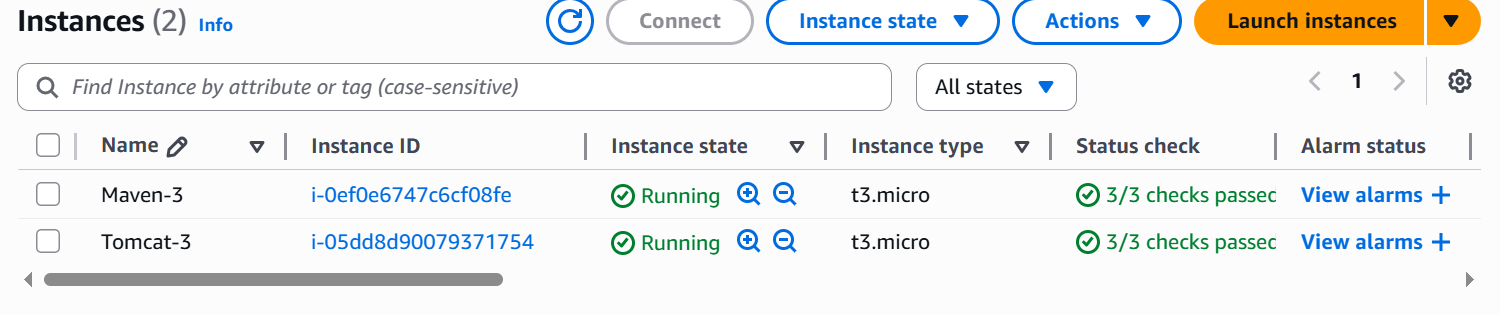 Instances (2) Info Connect Instance state Actions Launch instances
Find Instance by attribute or tag (case-sensitive) All states 1
Name Instance ID Instance state Instance type Status check Alarm status
Maven-3 i-0ef0e6747c6cf08fe Running t3.micro 3/3 checks passec View alarms +
Tomcat-3 i-05dd8d90079371754 Running t3.micro 3/3 checks passec View alarms +